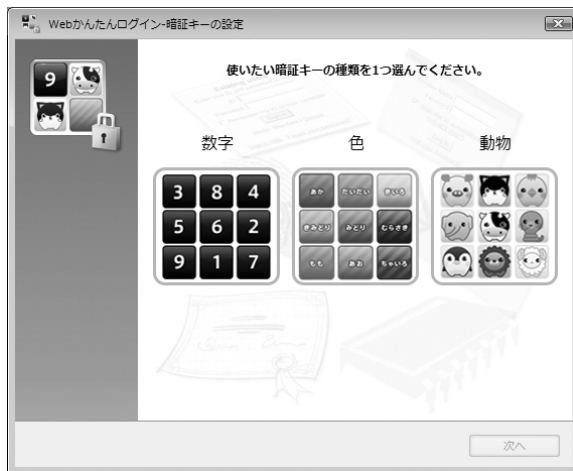 Webかんたんログイン-暗証キーの設定
使いたい暗証キーの種類を1つ選んでください。
9
1
数字
色
動物
3 8 4
5 6 2
9 1 7
あか だいだい きいろ
きみどり みどり むらさき
もも あお ちゃいろ
次へ